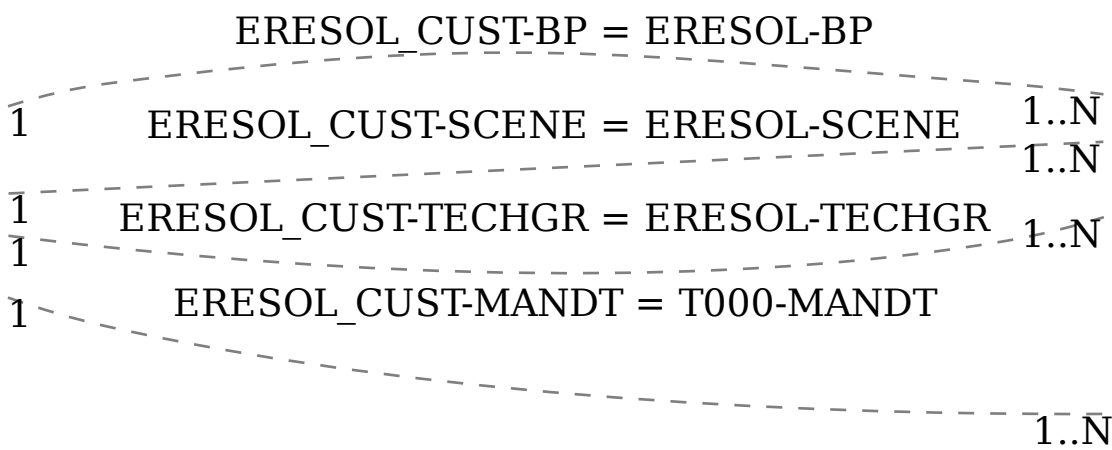 ERESOL_CUST-BP = ERESOL-BP
1
ERESOL_CUST-SCENE = ERESOL-SCENE
1..N
1..N
1
ERESOL_CUST-TECHGR = ERESOL-TECHGR
1..N
1
1
ERESOL_CUST-MANDT = T000-MANDT
1..N